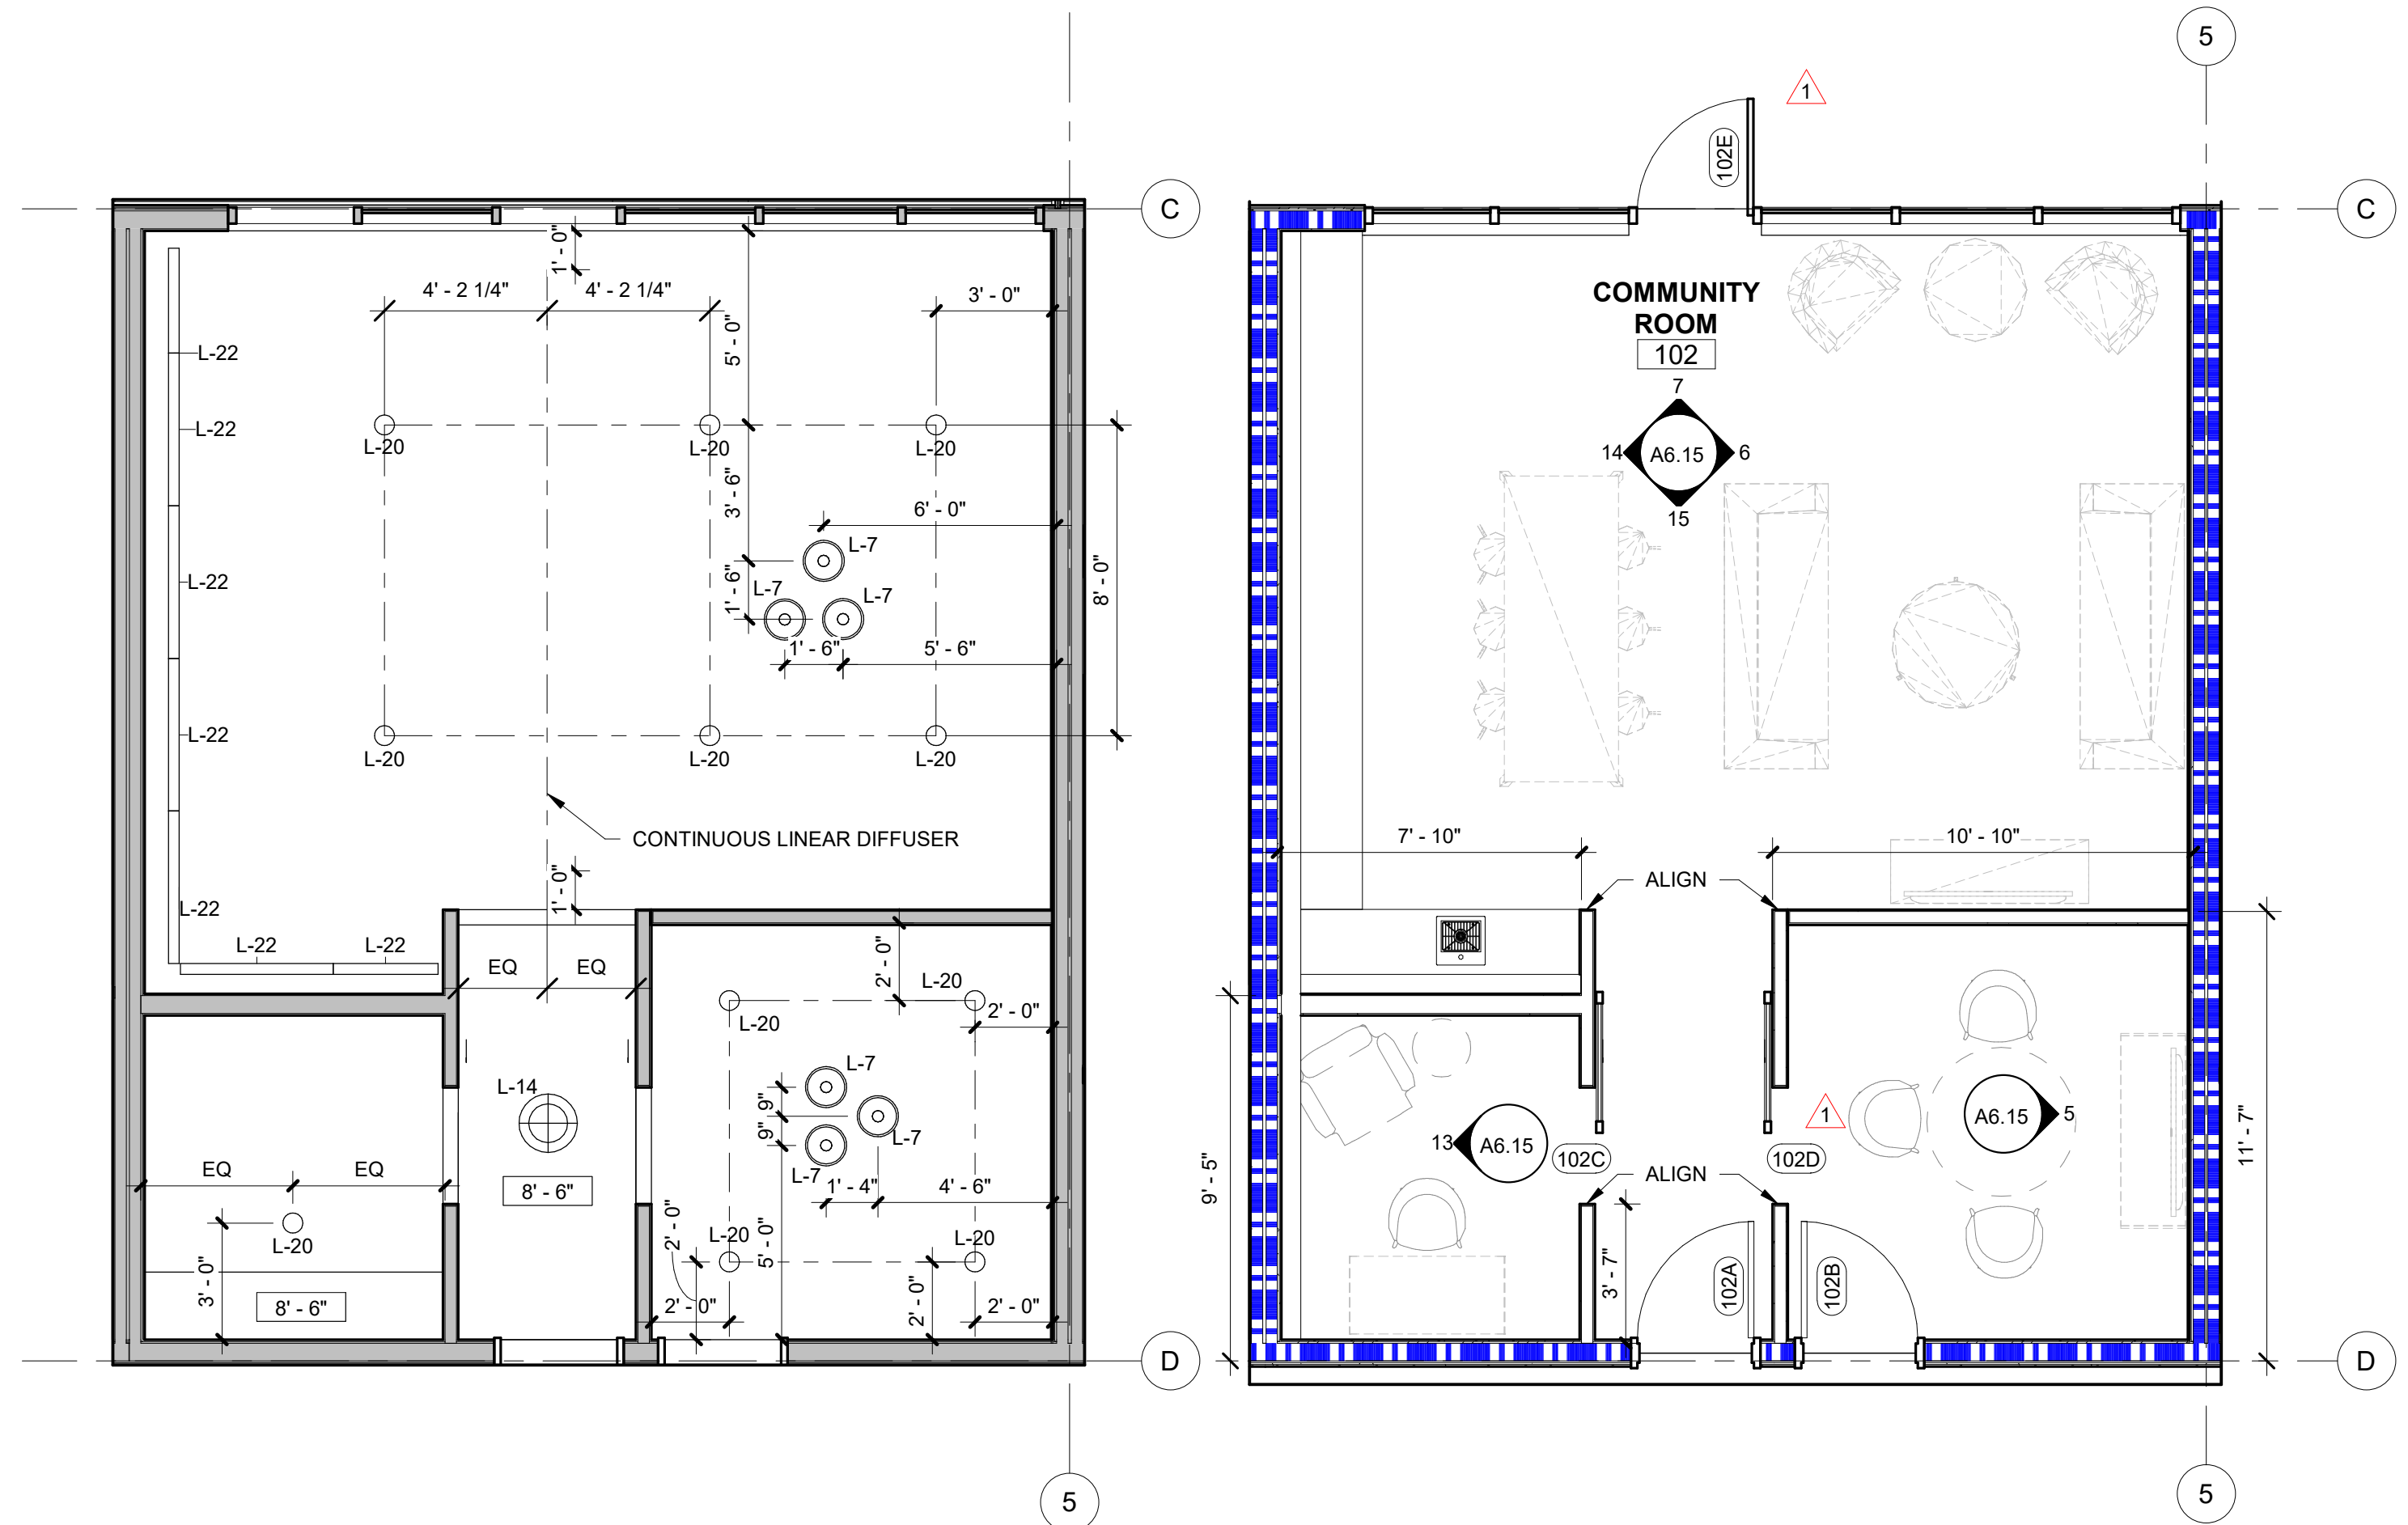 C
1' - 0"
4' - 2 1/4"
4' - 2 1/4"
3' - 0"
5' - 0"
L-22
L-22
L-20
L-20
L-20
3' - 6"
6' - 0"
L-7
L-22
L-7
L-7
1' - 6"
8' - 0"
1' - 6"
5' - 6"
L-22
L-20
L-20
L-20
CONTINUOUS LINEAR DIFFUSER
1' - 0"
L-22
L-22
L-22
EQ
EQ
2' - 0"
L-20
L-20
2' - 0"
L-14
L-7
9"
9"
L-7
L-7
EQ
EQ
8' - 6"
1' - 4"
4' - 6"
L-20
3' - 0"
8' - 6"
2' - 0"
L-20
5' - 0"
L-20
2' - 0"
2' - 0"
2' - 0"
D
5
5
1
102E
C
COMMUNITY
ROOM
102
7
14
A6.15
6
15
7' - 10"
10' - 10"
ALIGN
1
13
A6.15
102C
102D
A6.15
5
9' - 5"
11' - 7"
ALIGN
3' - 7"
102A
102B
D
5